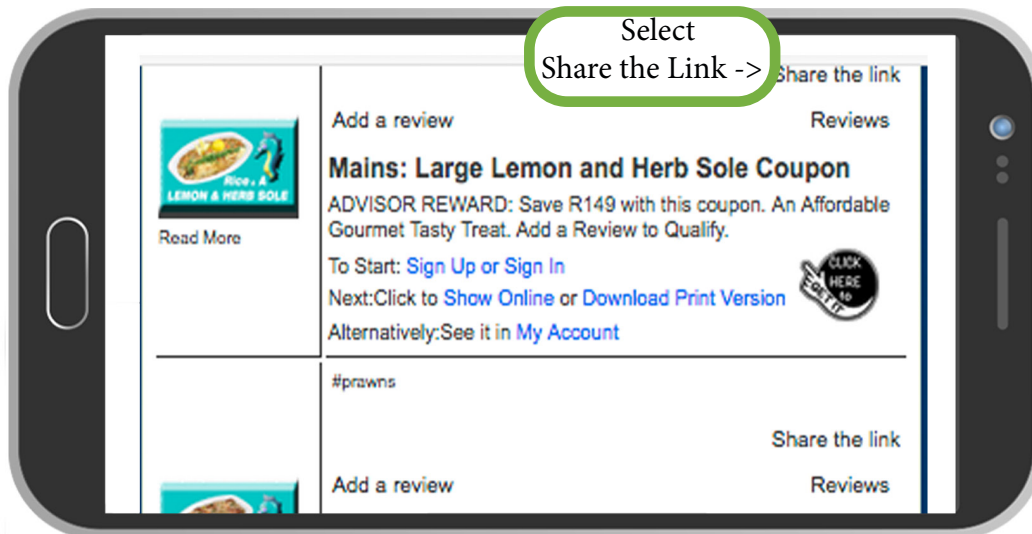 Select
Share the Link ->
Share the link
Add a review Reviews
Rice & A
LEMON & HERB SOLE
Read More
Mains: Large Lemon and Herb Sole Coupon
ADVISOR REWARD: Save R149 with this coupon. An Affordable
Gourmet Tasty Treat. Add a Review to Qualify.
To Start: Sign Up or Sign In
Next:Click to Show Online or Download Print Version
Alternatively:See it in My Account
CLICK
HERE
to
GET IT
#prawns
Share the link
Add a review Reviews